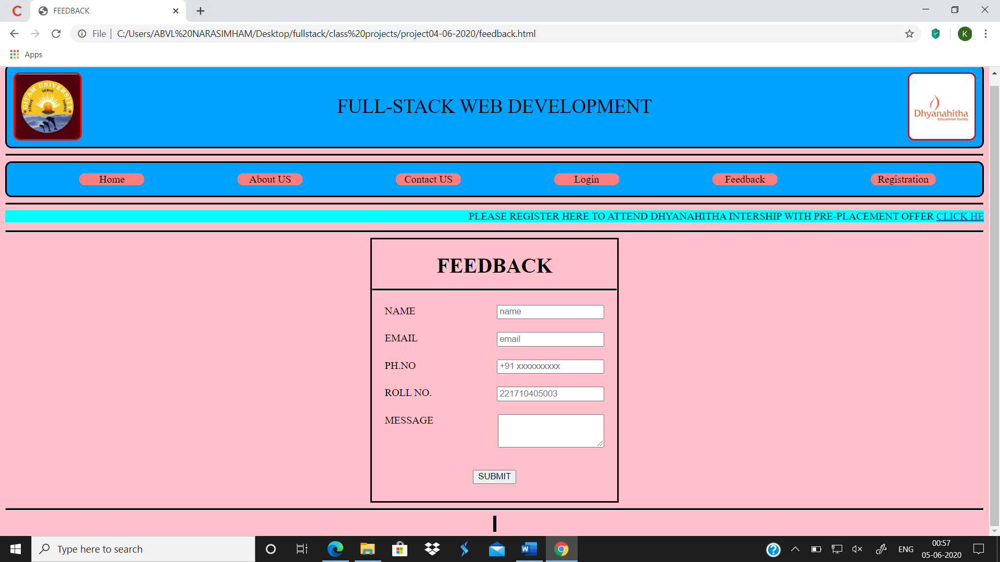 FEEDBACK
File | C:/Users/ABVL%20NARASIMHAM/Desktop/fullstack/class%20projects/project04-06-2020/feedback.html
K
Apps
GITAM UNIVERSITY
SERVE
STRIVE
THRIVE
FULL-STACK WEB DEVELOPMENT
Dhyanahitha
Educational Society
Home
About US
Contact US
Login
Feedback
Registration
PLEASE REGISTER HERE TO ATTEND DHYANAHITHA INTERSHIP WITH PRE-PLACEMENT OFFER CLICK HE
FEEDBACK
NAME name
EMAIL email
PH.NO +91 xxxxxxxxxx
ROLL NO. 221710405003
MESSAGE
SUBMIT
Type here to search
ENG
00:57
05-06-2020